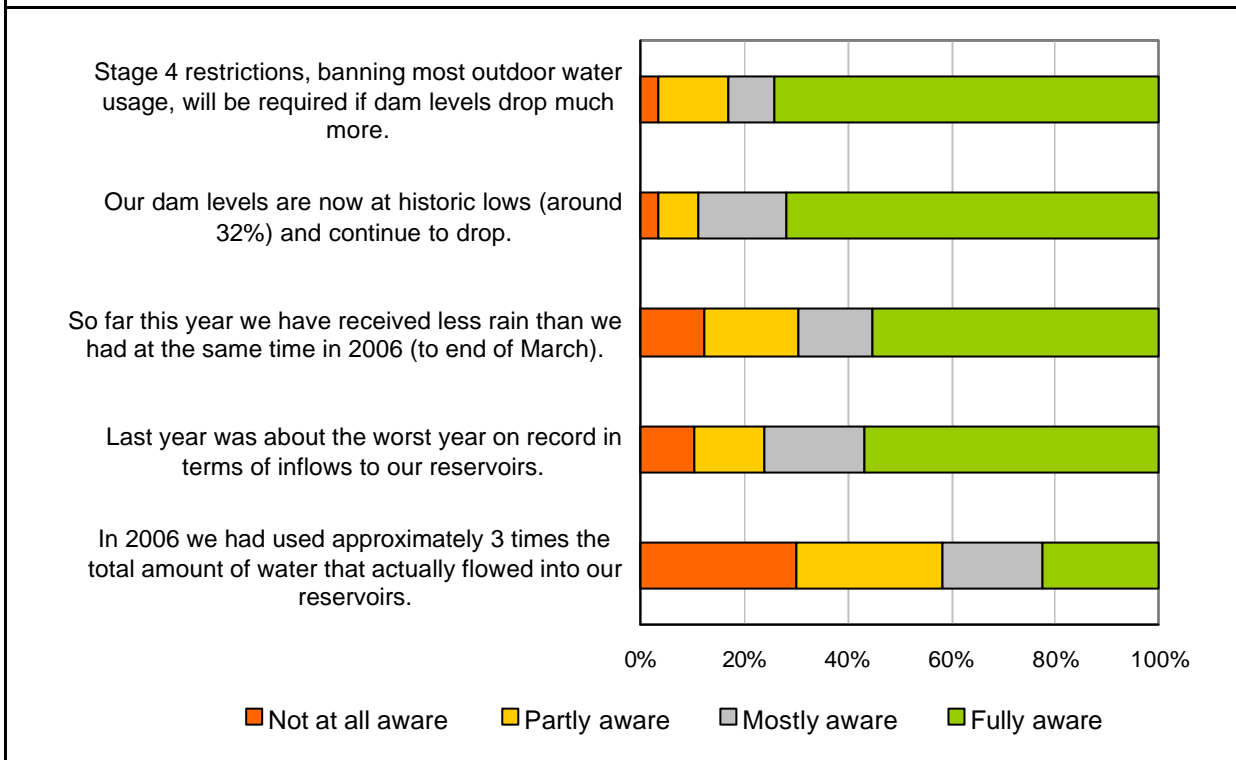 Stage 4 restrictions, banning most outdoor water
usage, will be required if dam levels drop much
more.
Our dam levels are now at historic lows (around
32%) and continue to drop.
So far this year we have received less rain than we
had at the same time in 2006 (to end of March).
Last year was about the worst year on record in
terms of inflows to our reservoirs.
In 2006 we had used approximately 3 times the
total amount of water that actually flowed into our
reservoirs.
0% 20% 40% 60% 80% 100%
Not at all aware Partly aware Mostly aware Fully aware